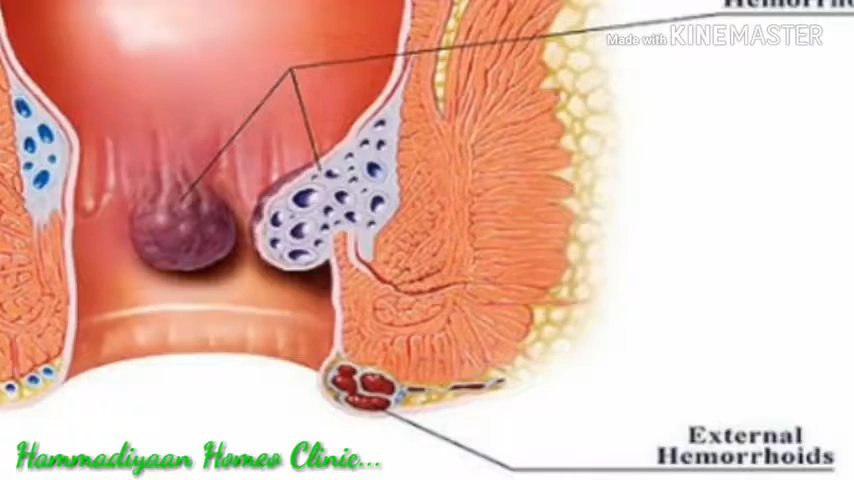 Made with KINEMASTER
External
Hemorrhoids
Hammadiyaan Homeo Clinic...